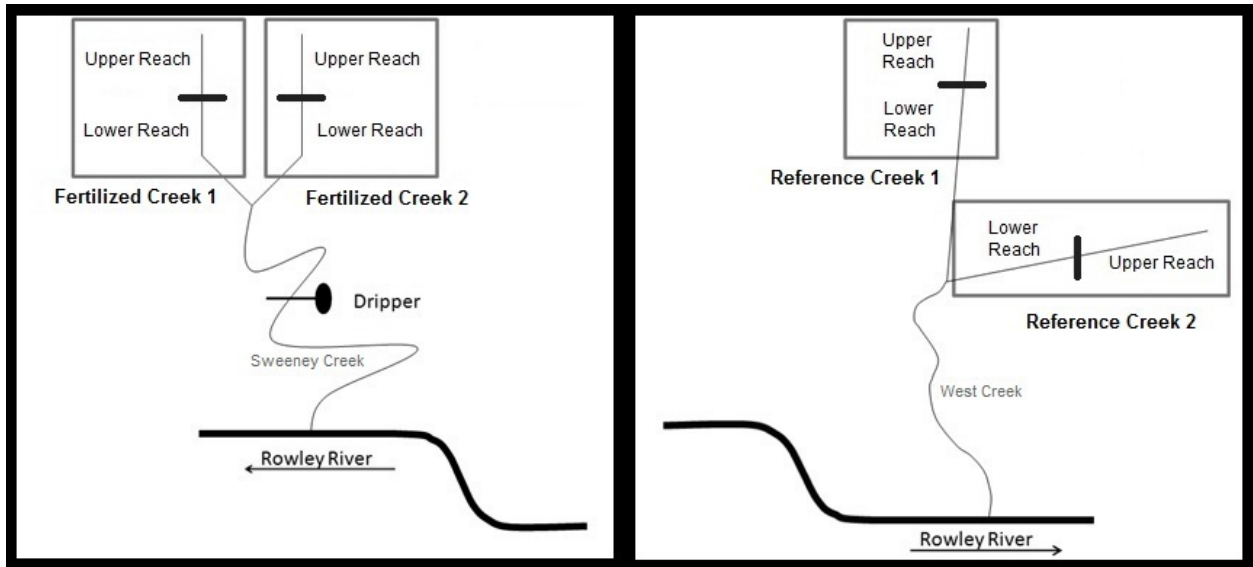 Upper Reach
Lower Reach
Upper Reach
Lower Reach
Fertilized Creek 1
Fertilized Creek 2
Dripper
Sweeney Creek
Rowley River
Upper
Reach
Lower
Reach
Reference Creek 1
Lower
Reach
Upper Reach
Reference Creek 2
West Creek
Rowley River